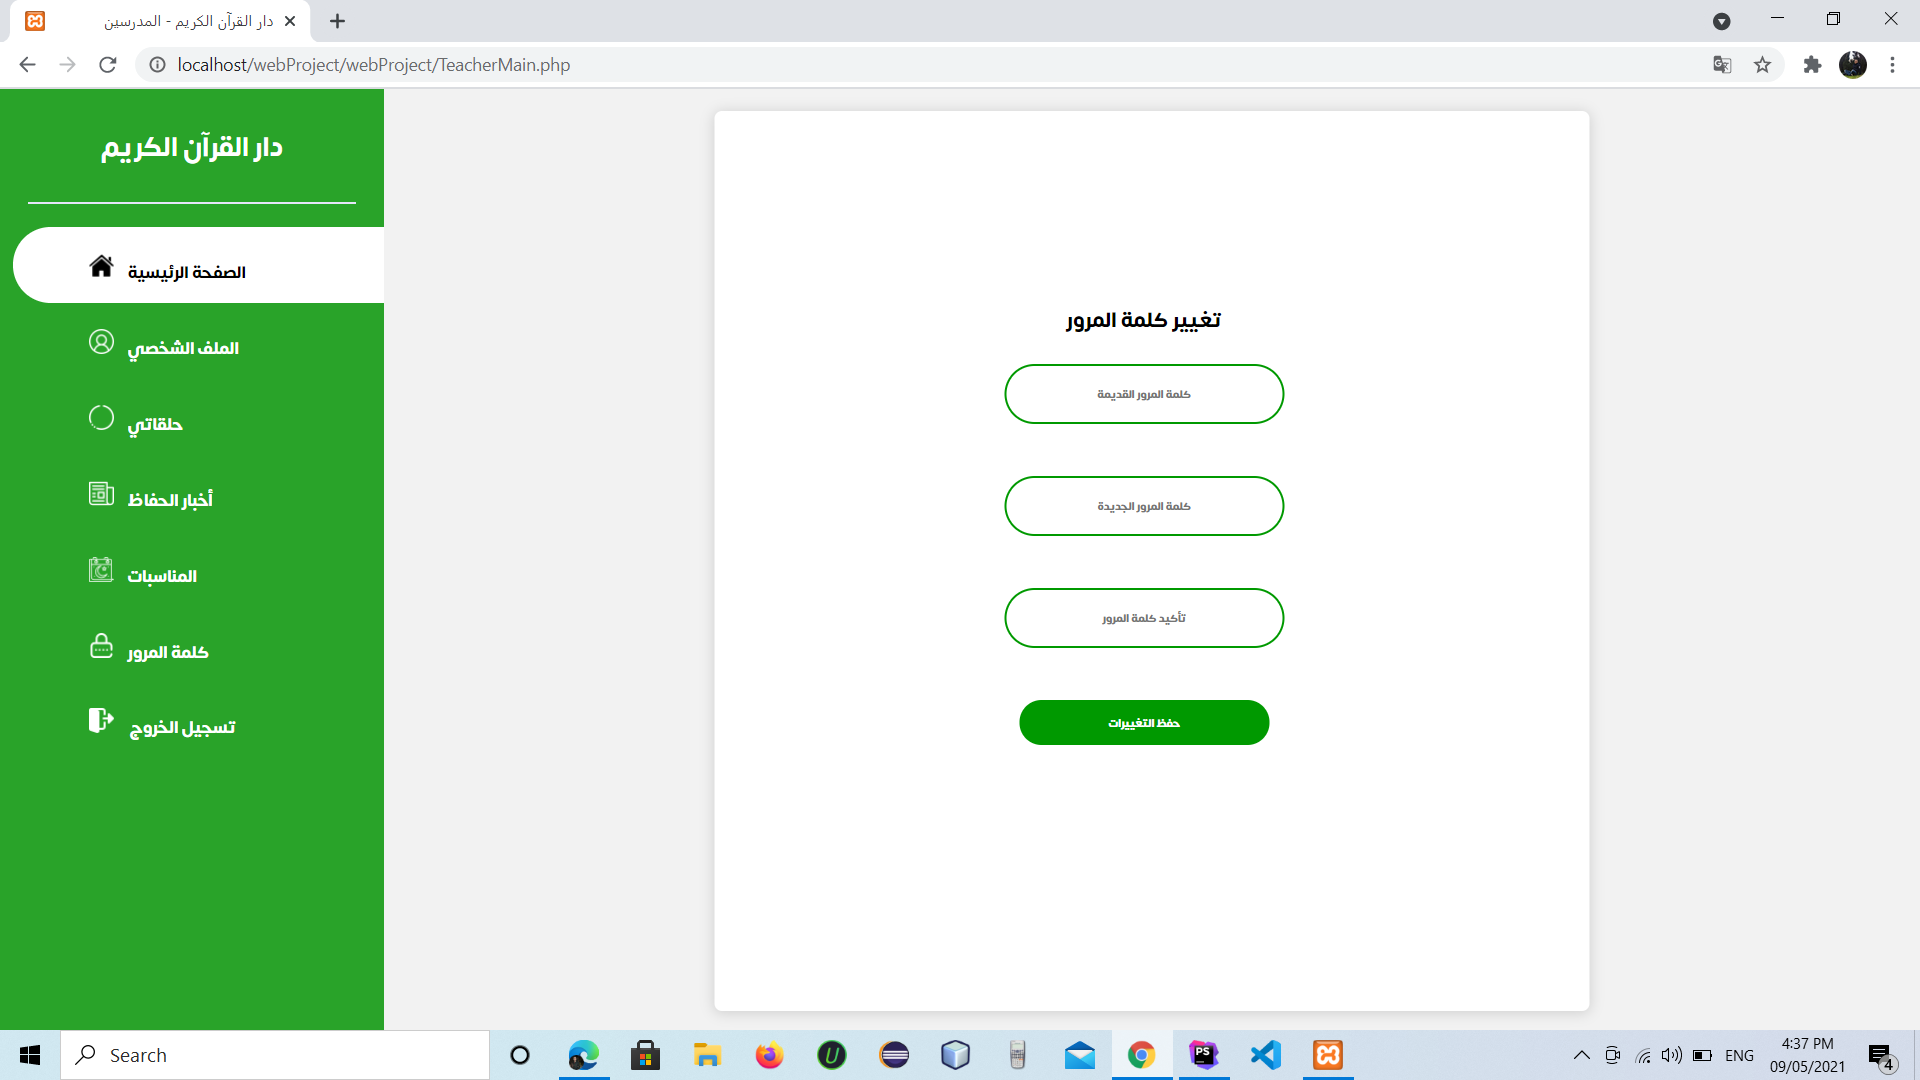 دار القرآن الكريم - المدرسين
localhost/webProject/webProject/TeacherMain.php
دار القرآن الكريم
الصفحة الرئيسية
الملف الشخصي
حلقاتي
أخبار الحفاظ
المناسبات
كلمة المرور
تسجيل الخروج
تغيير كلمة المرور
كلمة المرور القديمة
كلمة المرور الجديدة
تأكيد كلمة المرور
حفظ التغييرات
Search
PS
ENG
4:37 PM
09/05/2021
4